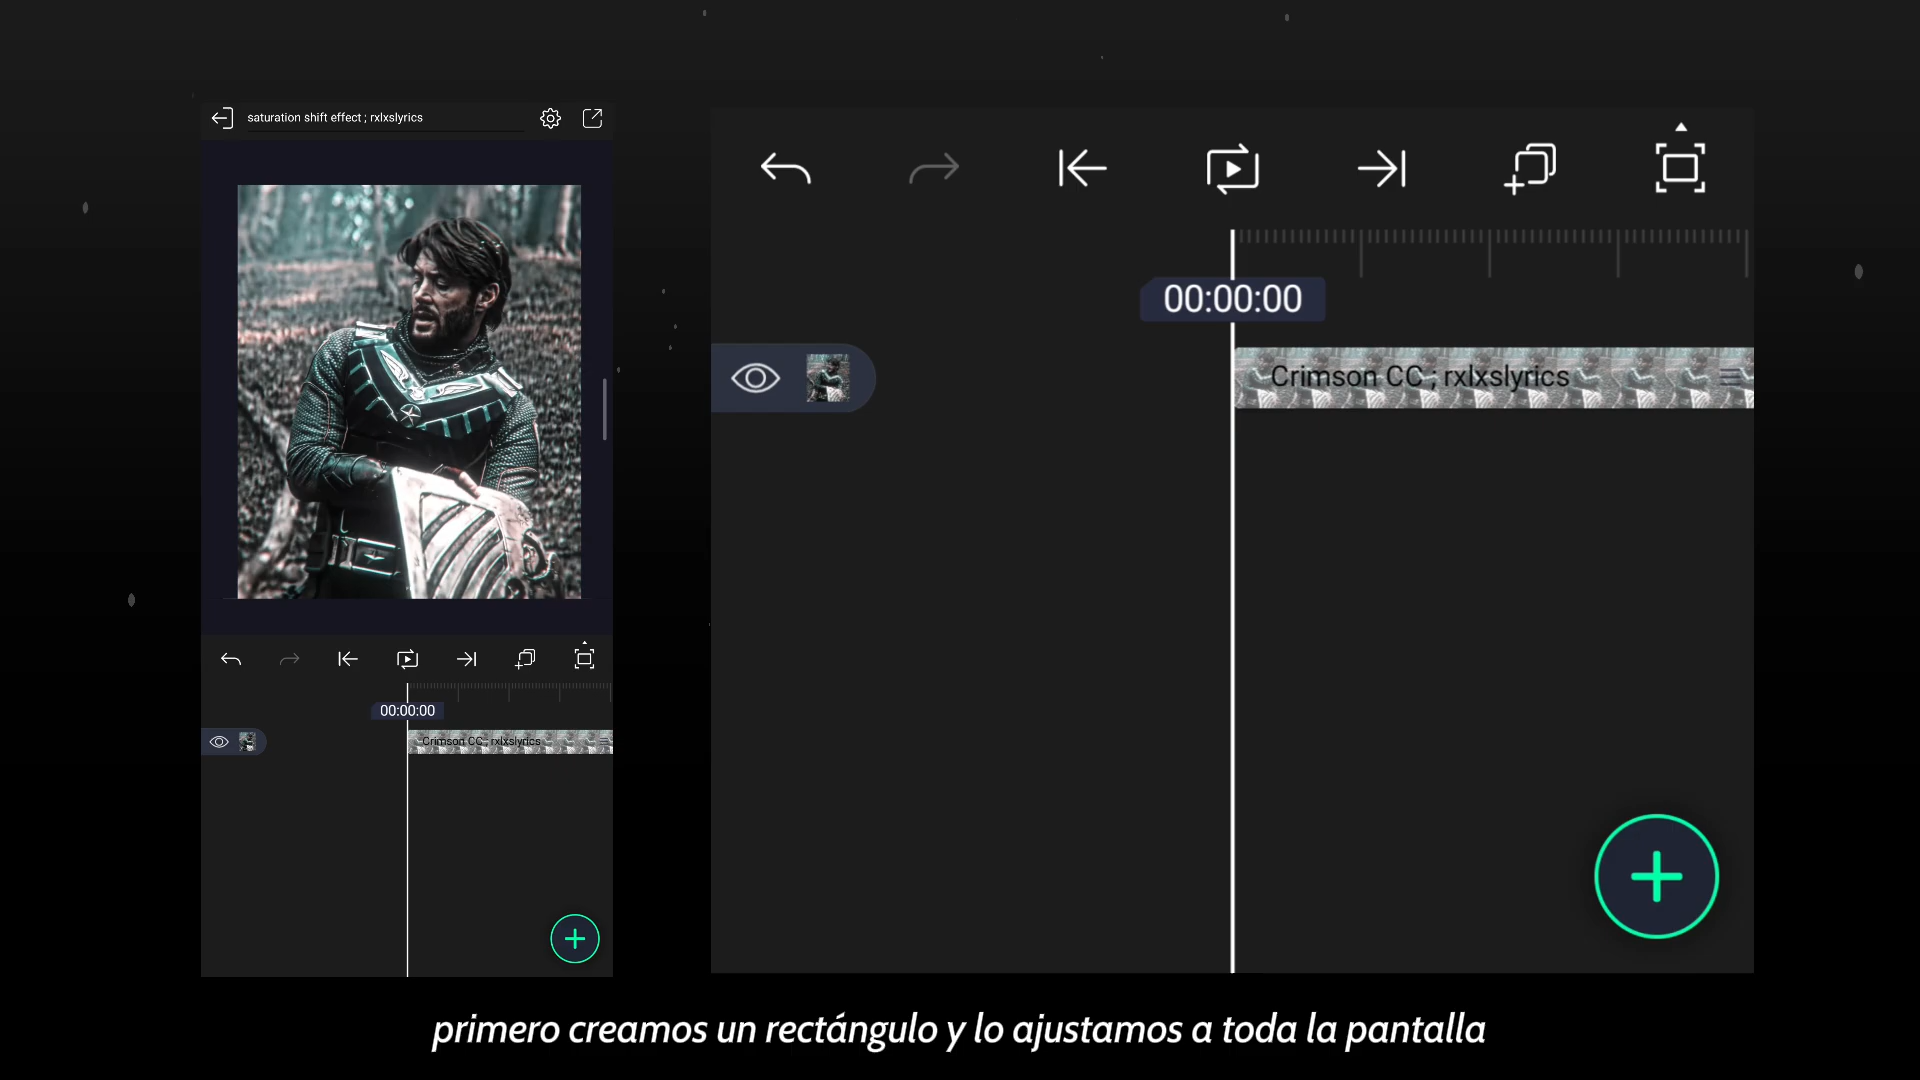 saturation shift effect ; rxlxslyrics
00:00:00
Crimson CC ; rxlxslyrics
00:00:00
Crimson CC ; rxlxslyrics
primero creamos un rectángulo y lo ajustamos a toda la pantalla